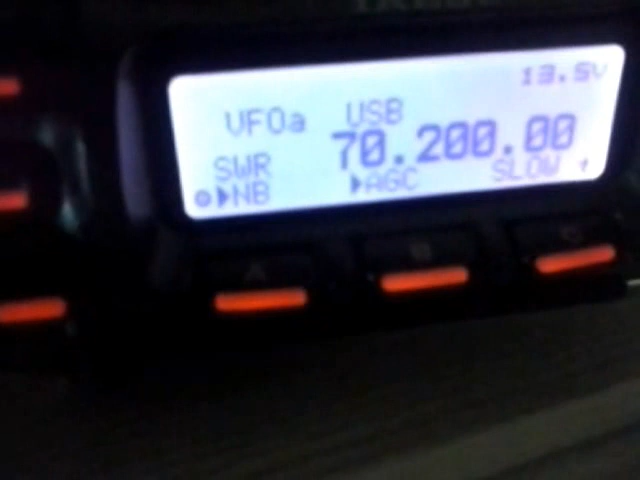 13.5V
VFOa USB
70.200.00
SWR
NB AGC SLOW
A B C